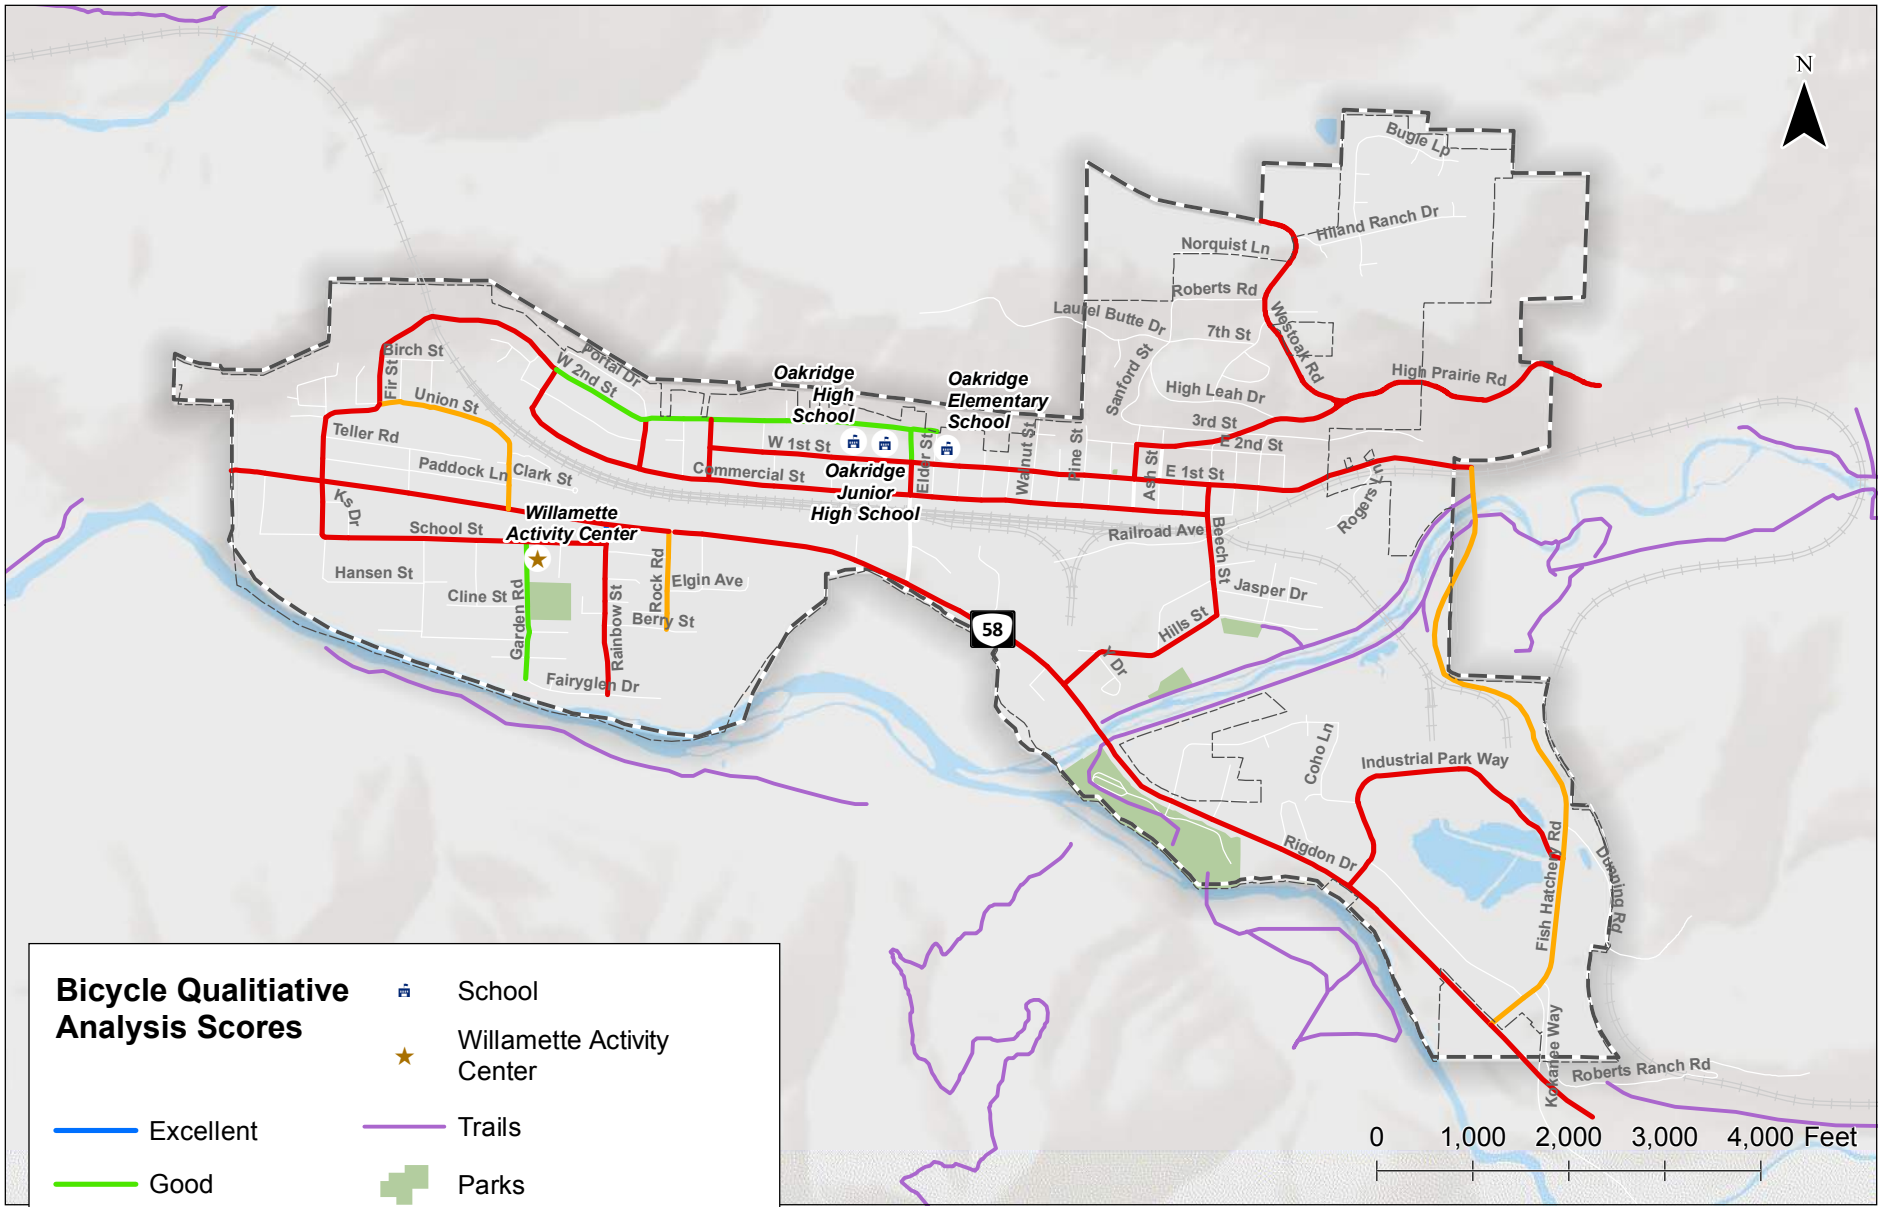 N
Bugle Lp
Hiland Ranch Dr
Norquist Ln
Roberts Rd
Laurel Butte Dr
7th St
Westoak Rd
Sanford St
High Prairie Rd
High Leah Dr
3rd St
E 2nd St
Birch St
Fir St
Union St
Portal Dr
W 2nd St
Oakridge
High
School
Oakridge
Elementary
School
Teller Rd
W 1st St
Elder St
Walnut St
Pine St
Ash St
E 1st St
Paddock Ln
Clark St
Commercial St
Oakridge
Junior
High School
Rogers Ln
Ks Dr
School St
Willamette
Activity Center
Railroad Ave
Beech St
Hansen St
Cline St
Garden Rd
Rainbow St
Rock Rd
Elgin Ave
Berry St
Jasper Dr
Hills St
58
Fairyglen Dr
Coho Ln
Industrial Park Way
Rigdon Dr
Fish Hatchery Rd
Dunning Rd
Kokanee Way
Roberts Ranch Rd
Bicycle Qualitiative
Analysis Scores
School
Willamette Activity
Center
Excellent
Trails
Good
Parks
0 1,000 2,000 3,000 4,000 Feet